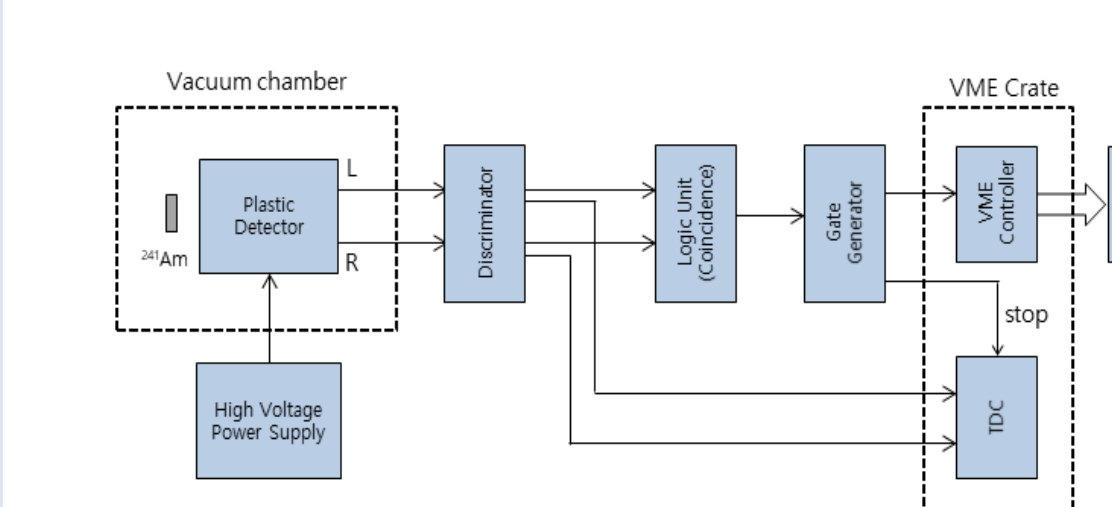 Vacuum chamber
VME Crate
L
Plastic
Detector
R
²⁴¹Am
Discriminator
Logic Unit
(Coincidence)
Gate
Generator
VME
Controller
stop
High Voltage
Power Supply
TDC